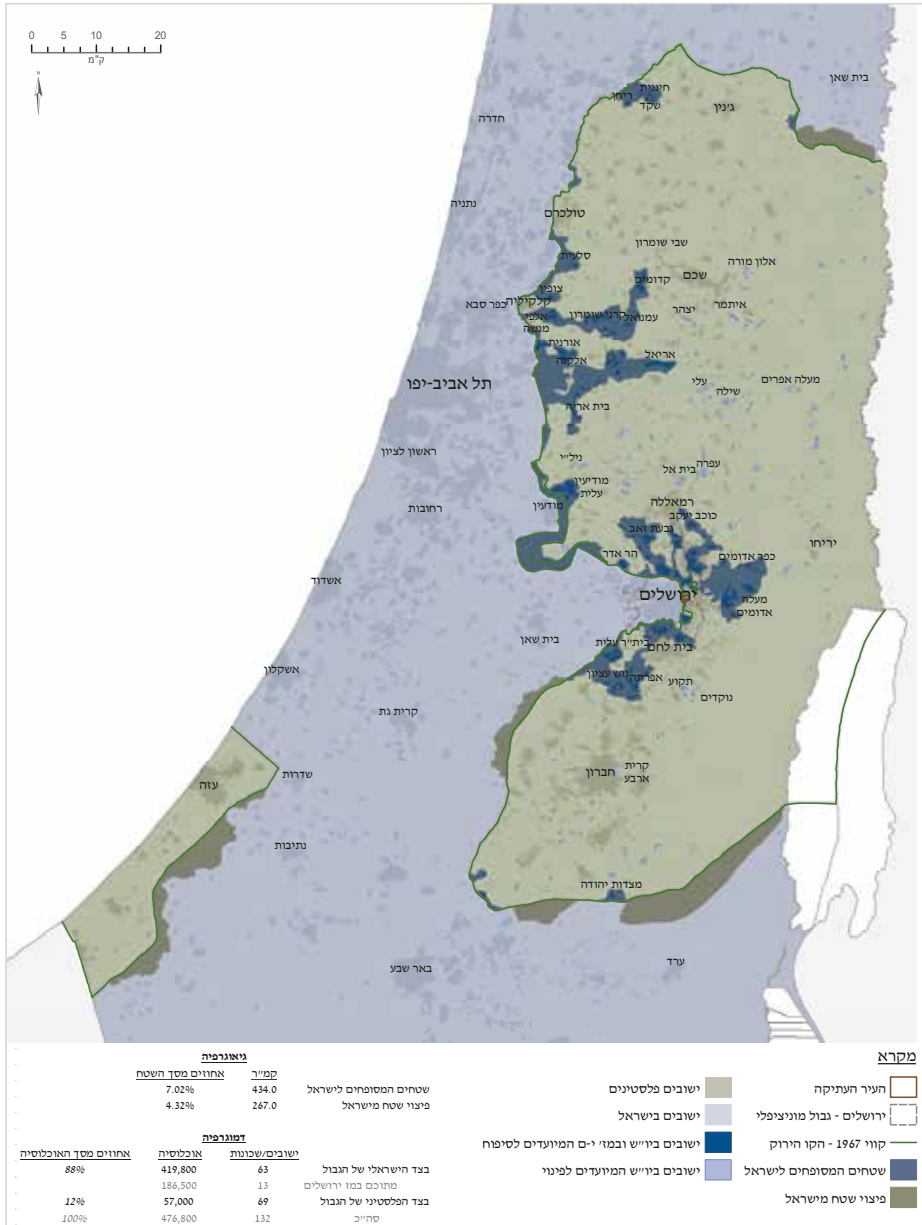 0 5 10 20
ק"מ
N
בית שאן
חיננית
ריחן
שקד
ג'נין
חדרה
נתניה
טולכרם
שבי שומרון
סלעית
אלון מורה
שכם
קדומים
צופין
קלקיליה
כפר סבא
אלפי
מנשה
קרני שומרון
עמנואל
יצהר
איתמר
אורנית
אלקנה
אריאל
תל אביב-יפו
עלי
שילה
מעלה אפרים
בית אריה
ראשון לציון
ניל"י
עפרה
בית אל
מודיעין
עלית
מודעין
רחובות
רמאללה
כוכב יעקב
גבעת זאב
הר אדר
כפר אדומים
יריחו
אשדוד
ירושלים
מעלה
אדומים
בית שאן
בית"ר עלית
בית לחם
אשקלון
גוש עציון
אפרתה
תקוע
נוקדים
קרית גת
קרית
ארבע
חברון
שדרות
עזה
נתיבות
מצדות יהודה
באר שבע
ערד
מקרא
העיר העתיקה
ירושלים - גבול מוניציפלי
קווי 1967 - הקו הירוק
שטחים המסופחים לישראל
פיצוי שטח מישראל
ישובים פלסטינים
ישובים בישראל
ישובים ביו"ש ובמז' י-ם המיועדים לסיפוח
ישובים ביו"ש המיועדים לפינוי
גיאוגרפיה
קמ"ר אחוזים מסך השטח
שטחים המסופחים לישראל 434.0 7.02%
פיצוי שטח מישראל 267.0 4.32%
דמוגרפיה
ישובים/שכונות אוכלוסיה אחוזים מסך האוכלוסיה
בצד הישראלי של הגבול 63 419,800 88%
מתוכם במז ירושלים 13 186,500
בצד הפלסטיני של הגבול 69 57,000 12%
סה"כ 132 476,800 100%